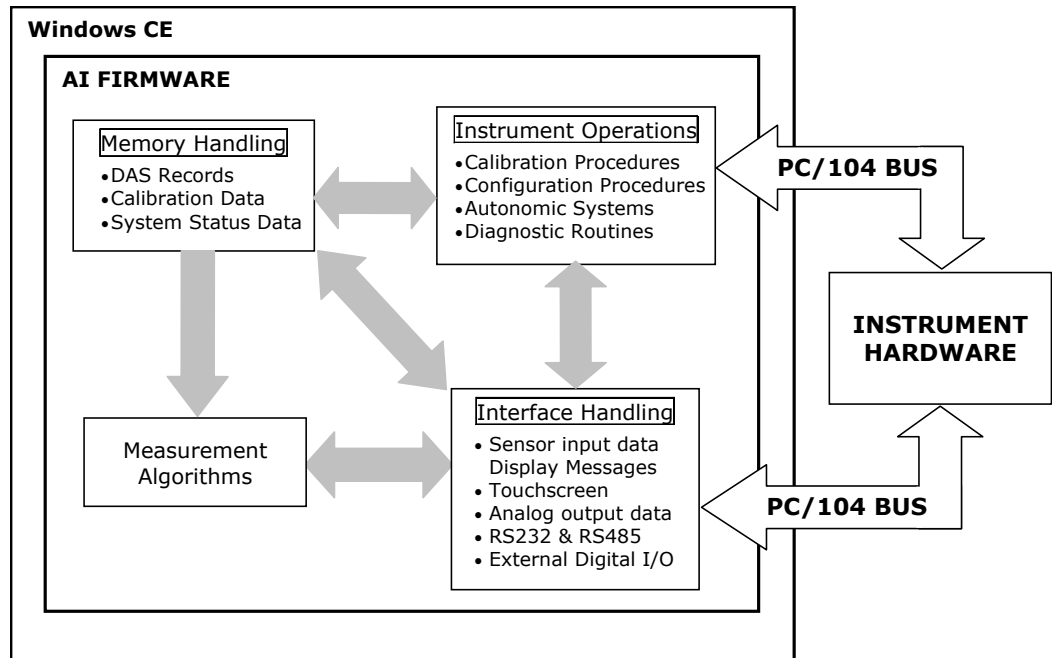 Windows CE
AI FIRMWARE
Memory Handling
•DAS Records
•Calibration Data
•System Status Data
Instrument Operations
•Calibration Procedures
•Configuration Procedures
•Autonomic Systems
•Diagnostic Routines
PC/104 BUS
INSTRUMENT
HARDWARE
Measurement
Algorithms
Interface Handling
• Sensor input data
Display Messages
• Touchscreen
• Analog output data
• RS232 & RS485
• External Digital I/O
PC/104 BUS